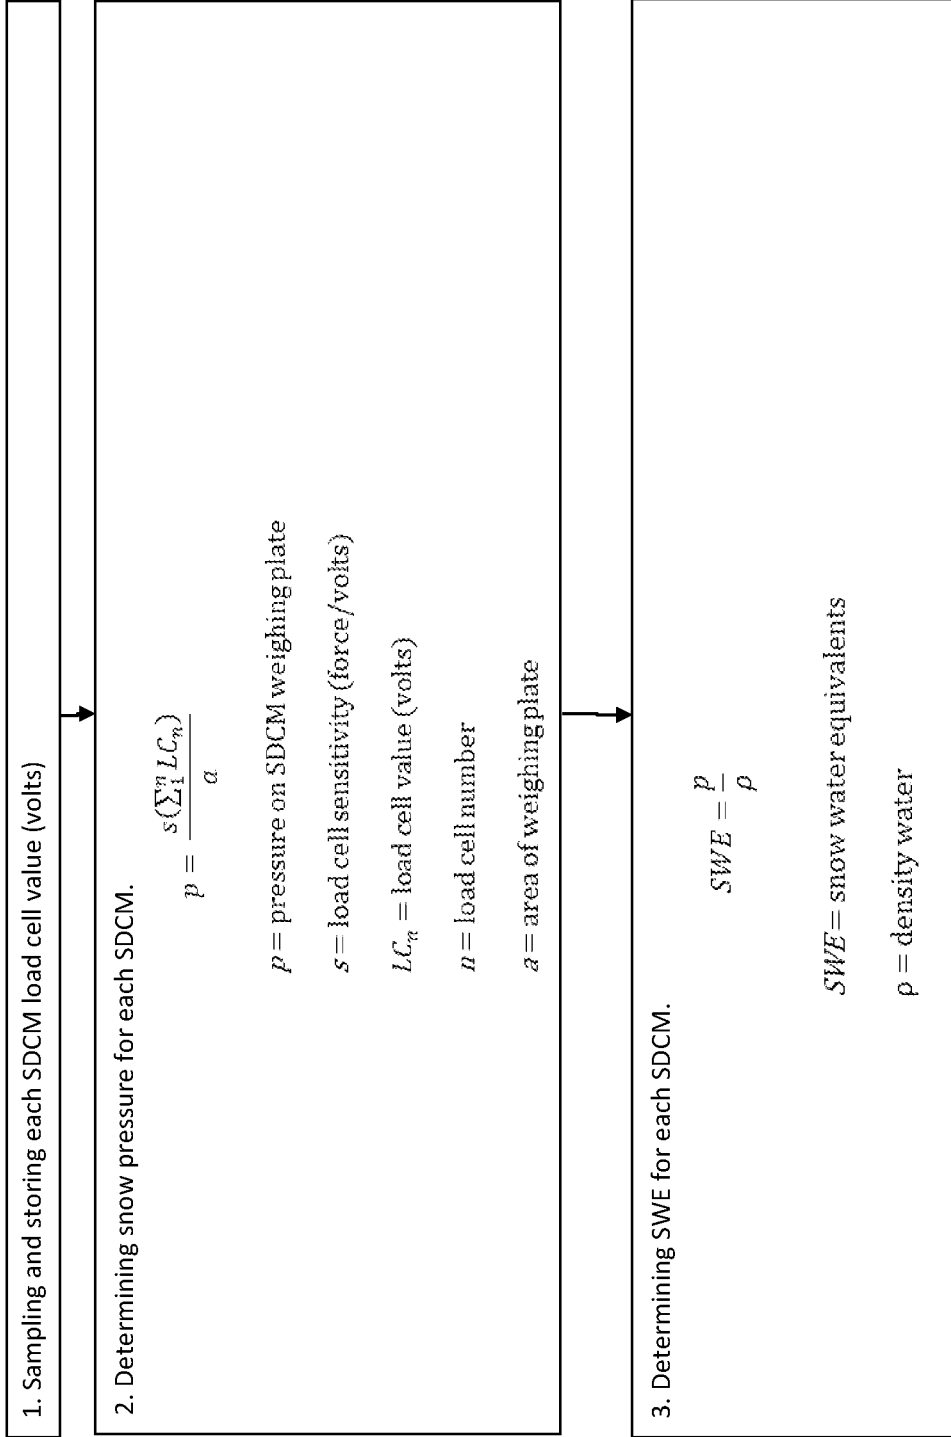 1. Sampling and storing each SDCM load cell value (volts)
2. Determining snow pressure for each SDCM.
p = s(∑₁ⁿ LCₙ) / a
p = pressure on SDCM weighing plate
s = load cell sensitivity (force/volts)
LCₙ = load cell value (volts)
n = load cell number
a = area of weighing plate
3. Determining SWE for each SDCM.
SWE = p / ρ
SWE = snow water equivalents
ρ = density water